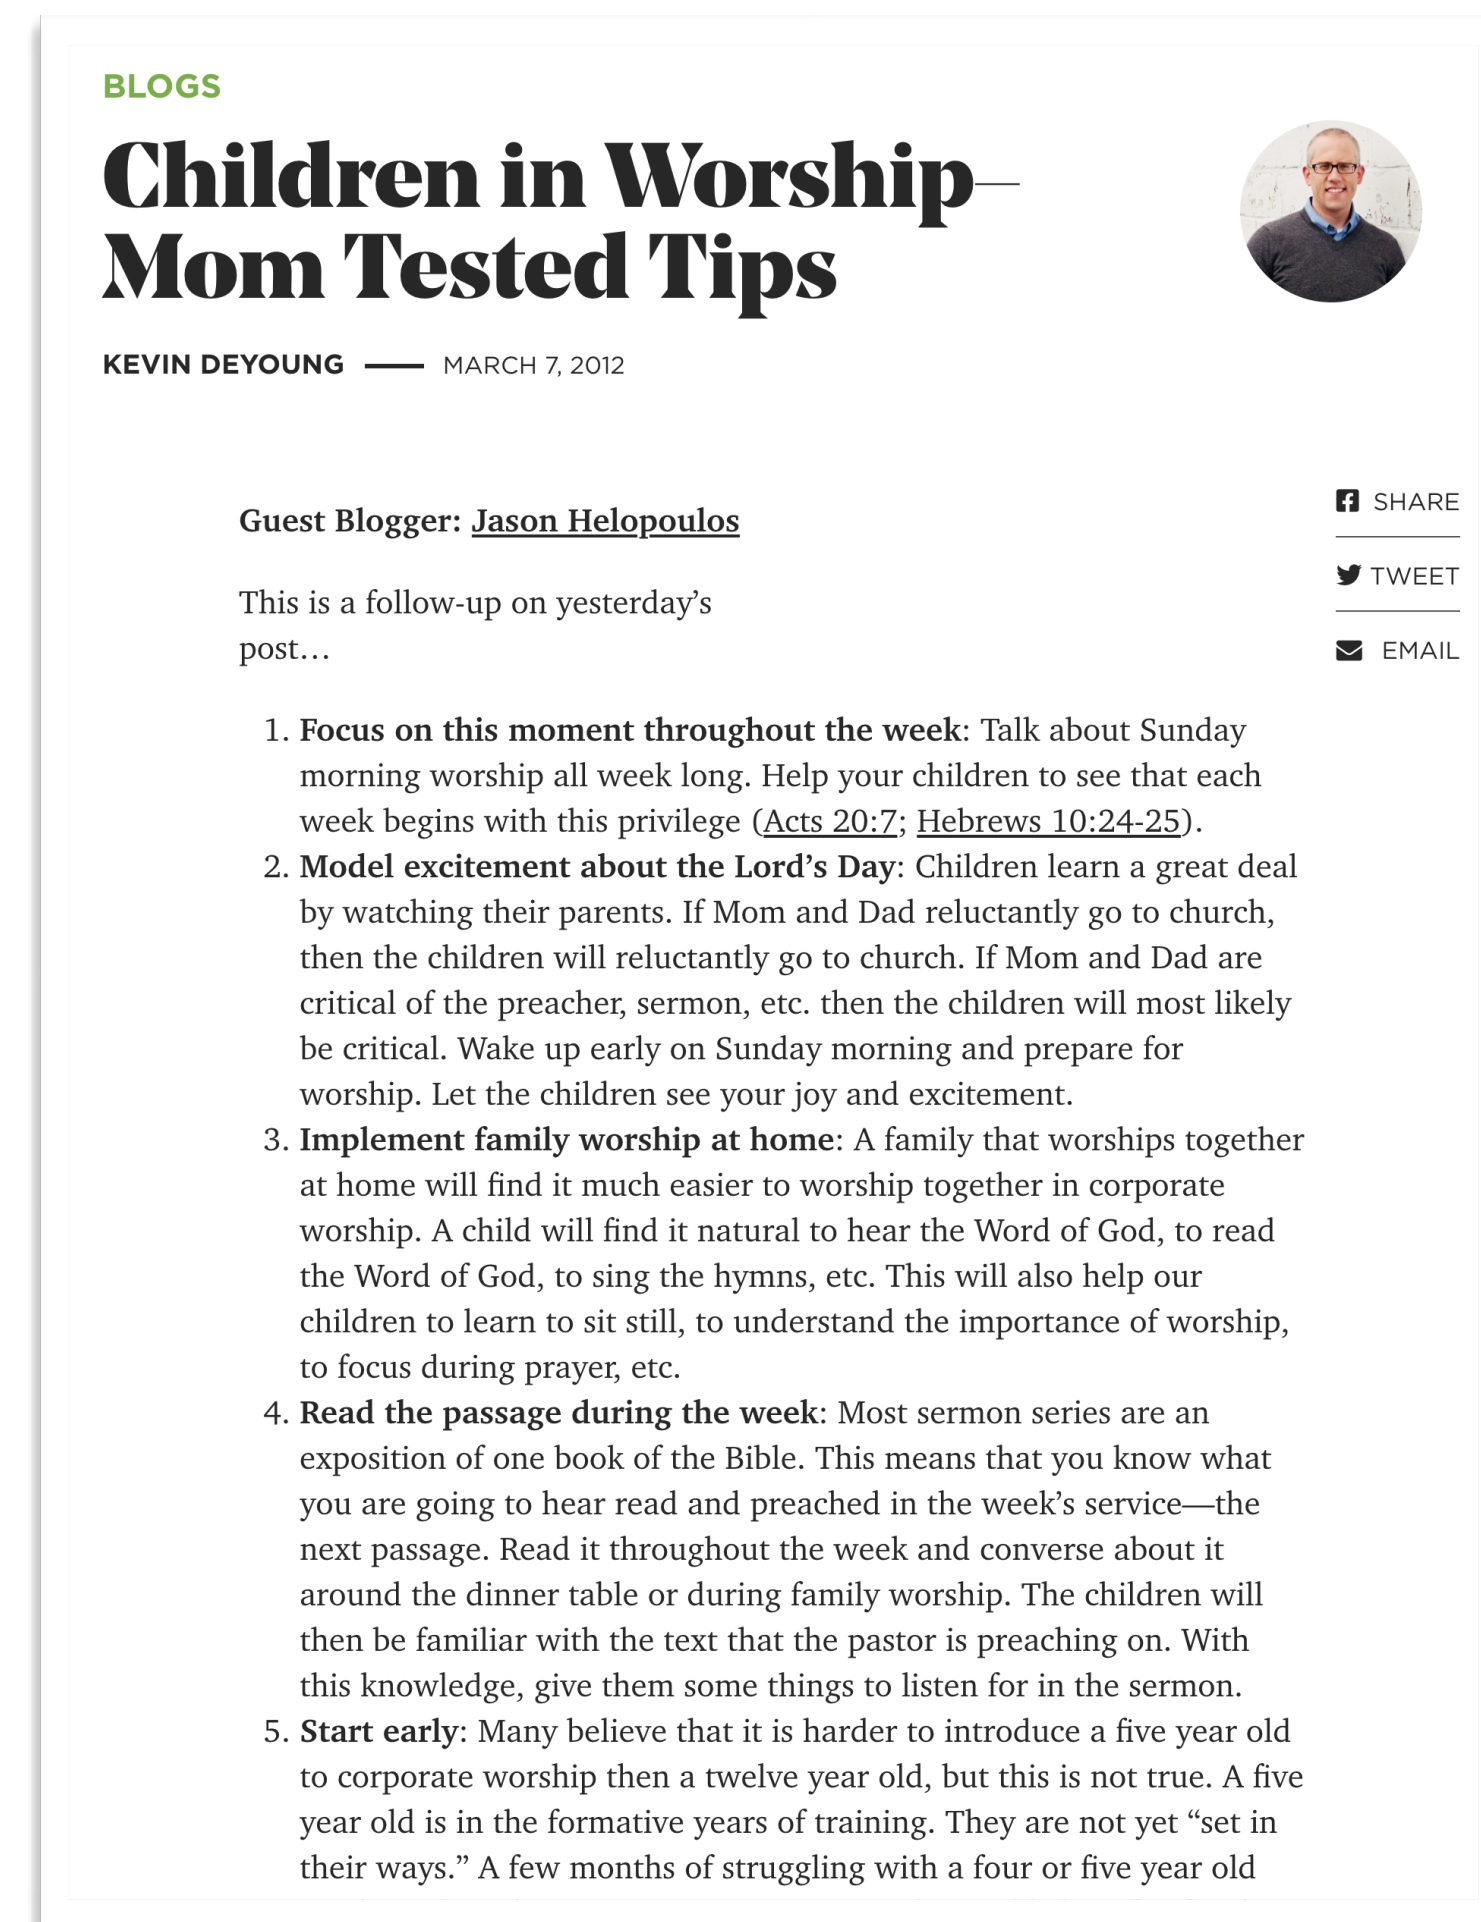 BLOGS
Children in Worship—
Mom Tested Tips
KEVIN DEYOUNG — MARCH 7, 2012
Guest Blogger: Jason Helopoulos
SHARE
TWEET
EMAIL
This is a follow-up on yesterday’s
post…
1. Focus on this moment throughout the week: Talk about Sunday
morning worship all week long. Help your children to see that each
week begins with this privilege (Acts 20:7; Hebrews 10:24-25).
2. Model excitement about the Lord’s Day: Children learn a great deal
by watching their parents. If Mom and Dad reluctantly go to church,
then the children will reluctantly go to church. If Mom and Dad are
critical of the preacher, sermon, etc. then the children will most likely
be critical. Wake up early on Sunday morning and prepare for
worship. Let the children see your joy and excitement.
3. Implement family worship at home: A family that worships together
at home will find it much easier to worship together in corporate
worship. A child will find it natural to hear the Word of God, to read
the Word of God, to sing the hymns, etc. This will also help our
children to learn to sit still, to understand the importance of worship,
to focus during prayer, etc.
4. Read the passage during the week: Most sermon series are an
exposition of one book of the Bible. This means that you know what
you are going to hear read and preached in the week’s service—the
next passage. Read it throughout the week and converse about it
around the dinner table or during family worship. The children will
then be familiar with the text that the pastor is preaching on. With
this knowledge, give them some things to listen for in the sermon.
5. Start early: Many believe that it is harder to introduce a five year old
to corporate worship then a twelve year old, but this is not true. A five
year old is in the formative years of training. They are not yet “set in
their ways.” A few months of struggling with a four or five year old